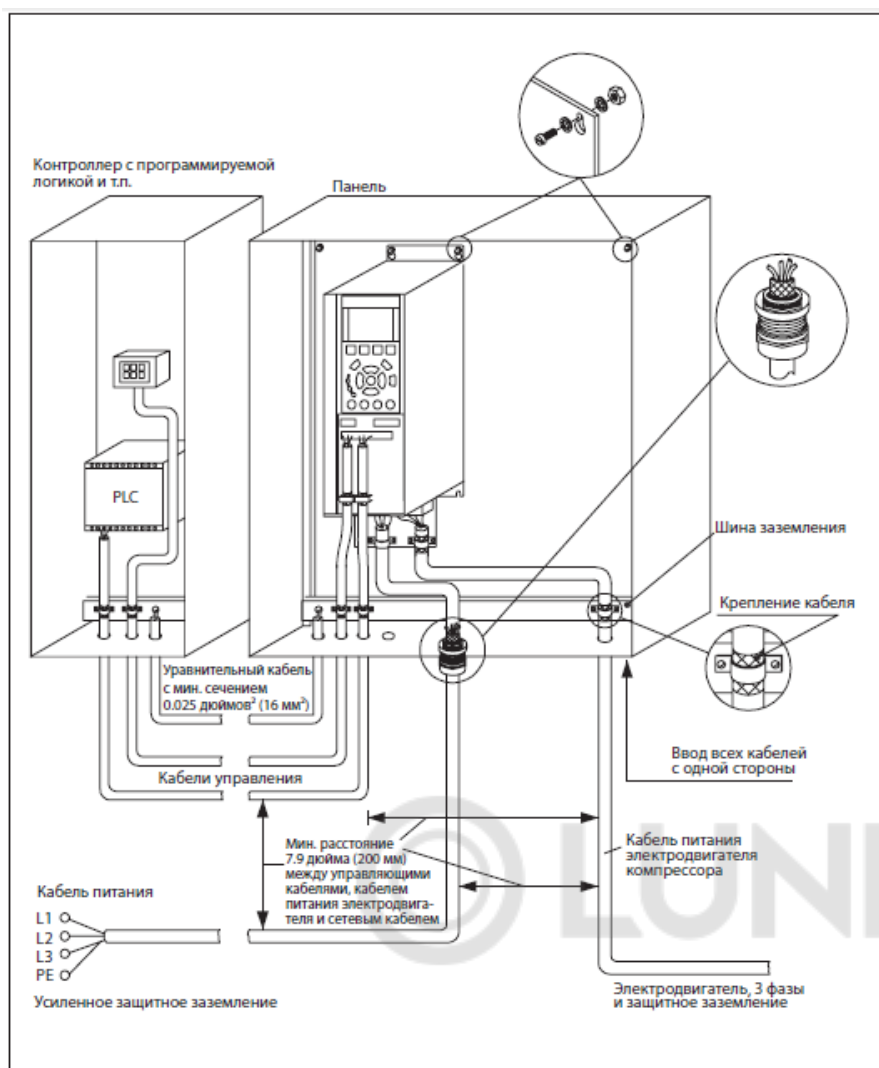 Контроллер с программируемой
логикой и т.п.
Панель
PLC
Шина заземления
Крепление кабеля
Уравнительный кабель
с мин. сечением
0.025 дюймов² (16 мм²)
Ввод всех кабелей
с одной стороны
Кабели управления
Мин. расстояние
7.9 дюйма (200 мм)
между управляющими
кабелями, кабелем
питания электродвига-
теля и сетевым кабелем
Кабель питания
электродвигателя
компрессора
Кабель питания
L1
L2
L3
PE
Усиленное защитное заземление
Электродвигатель, 3 фазы
и защитное заземление
LUN